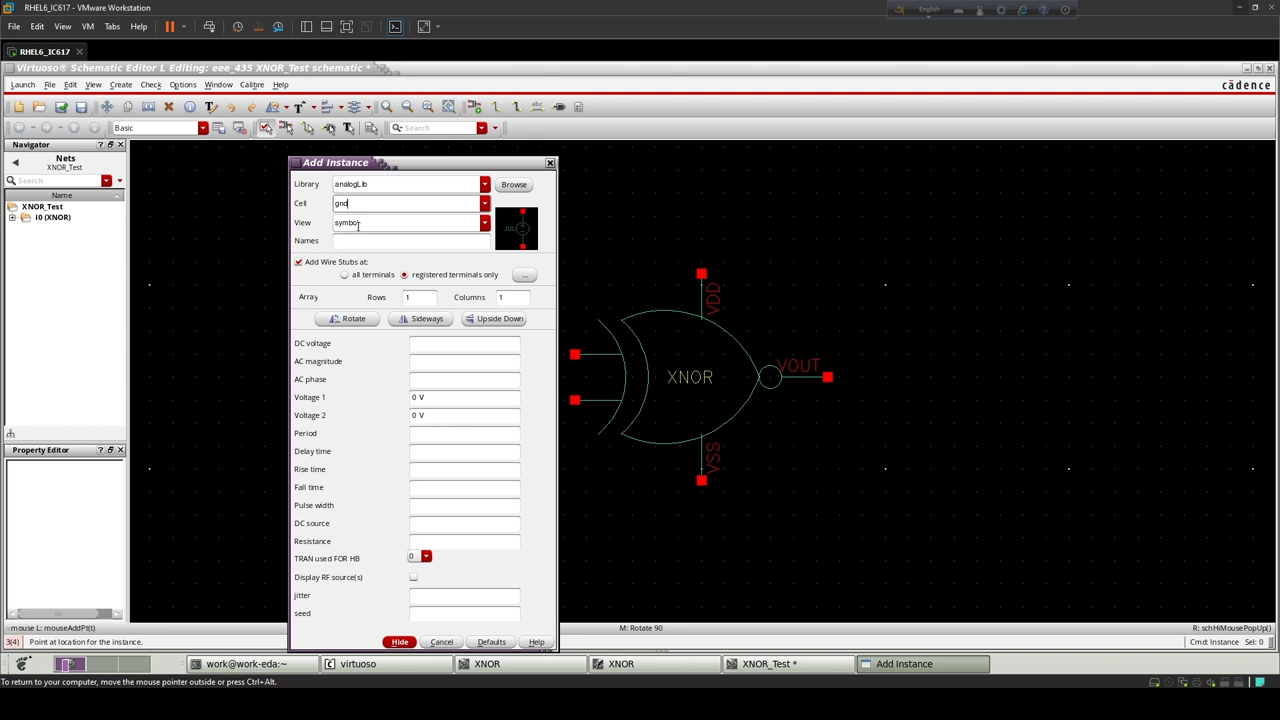 RHEL6_IC617 - VMware Workstation
English
File Edit View VM Tabs Help
RHEL6_IC617
Virtuoso® Schematic Editor L Editing: eee_435 XNOR_Test schematic *
Launch File Edit View Create Check Options Window Calibre Help
cādence
Basic
Search
Navigator
Nets
XNOR_Test
Search
Name
XNOR_Test
I0 (XNOR)
Property Editor
Add Instance
Library analogLib Browse
Cell gnd
View symbol
Names
Add Wire Stubs at:
all terminals registered terminals only ...
Array Rows 1 Columns 1
Rotate Sideways Upside Down
DC voltage
AC magnitude
AC phase
Voltage 1 0 V
Voltage 2 0 V
Period
Delay time
Rise time
Fall time
Pulse width
DC source
Resistance
TRAN used FOR HB 0
Display RF source(s)
jitter
seed
Hide Cancel Defaults Help
VDD
XNOR
VOUT
VSS
mouse L: mouseAddPt(t) M: Rotate 90 R: schHiMousePopUp()
3(4) Point at location for the instance. Cmd: Instance Sel: 0
work@work-eda:~ virtuoso XNOR XNOR XNOR_Test * Add Instance
To return to your computer, move the mouse pointer outside or press Ctrl+Alt.